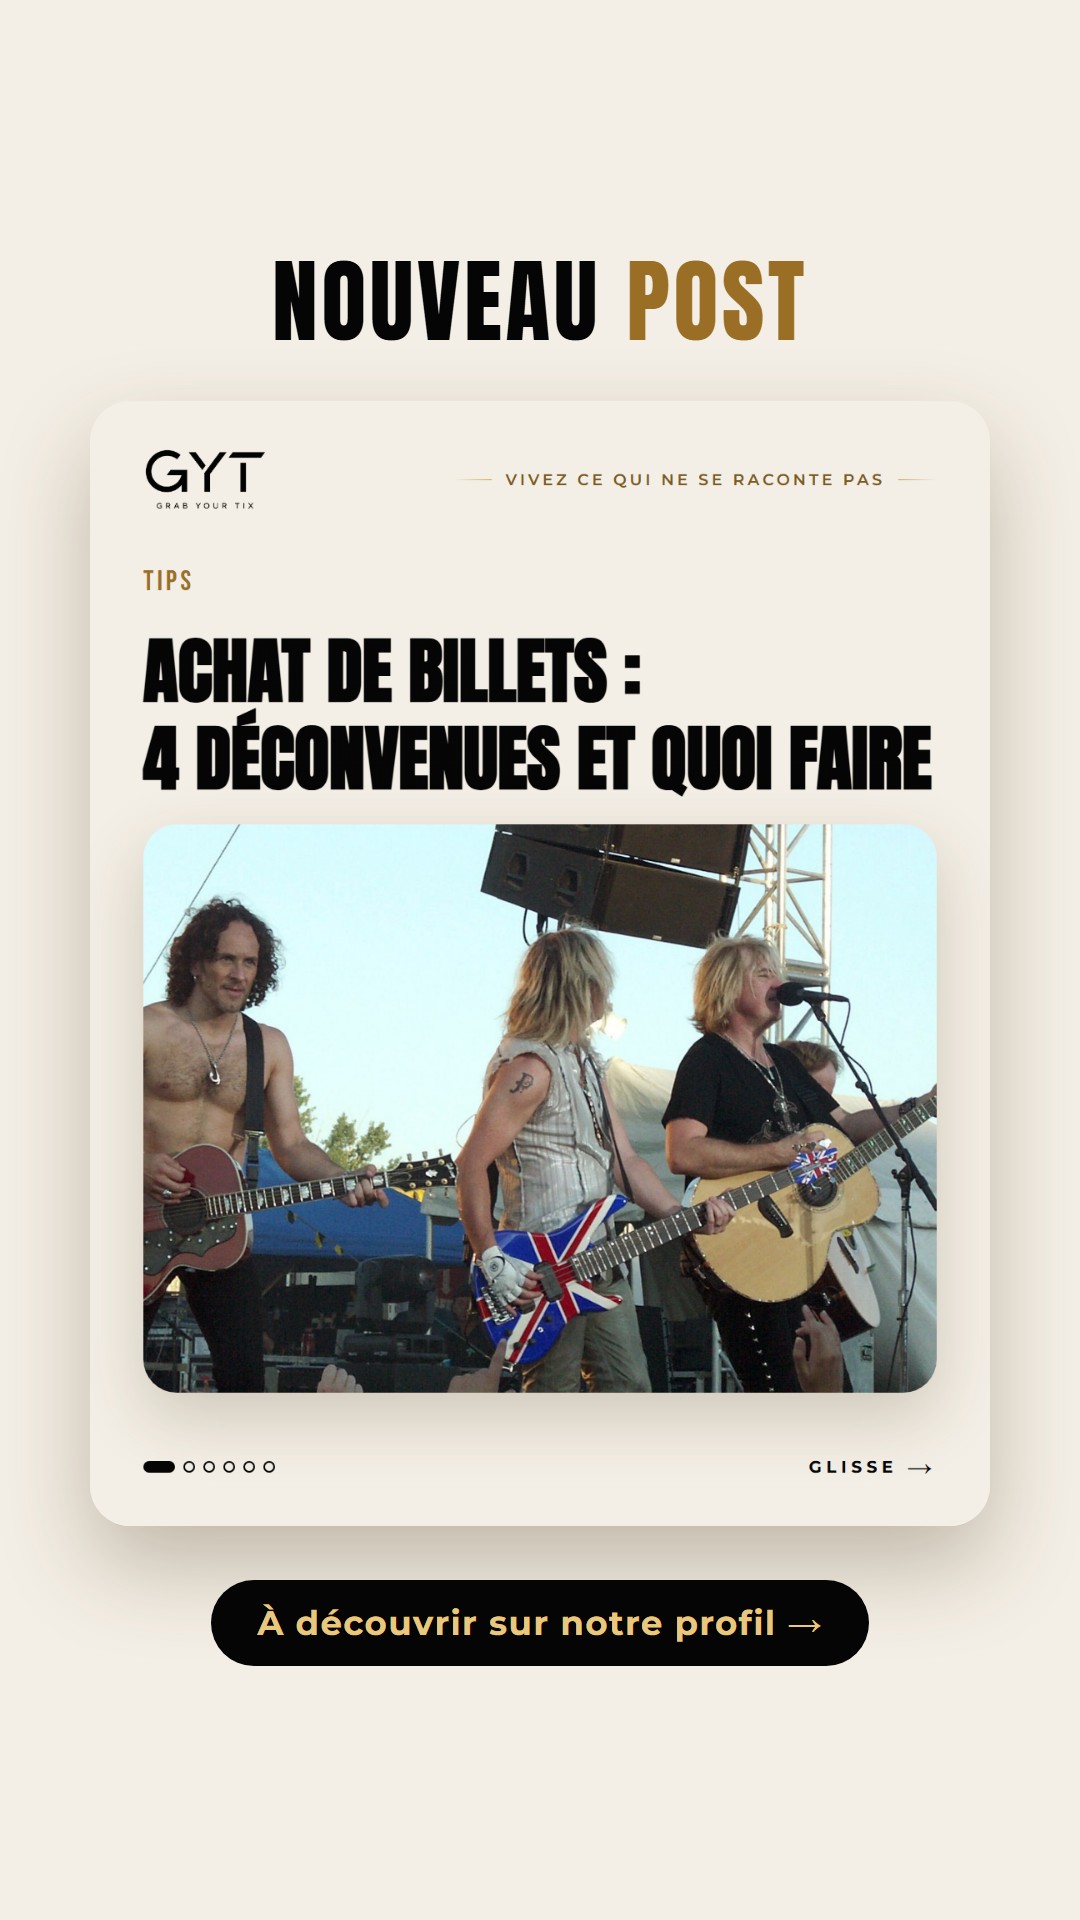 NOUVEAU POST
GYT
GRAB YOUR TIX
VIVEZ CE QUI NE SE RACONTE PAS
TIPS
ACHAT DE BILLETS :
4 DÉCONVENUES ET QUOI FAIRE
GLISSE →
À découvrir sur notre profil →